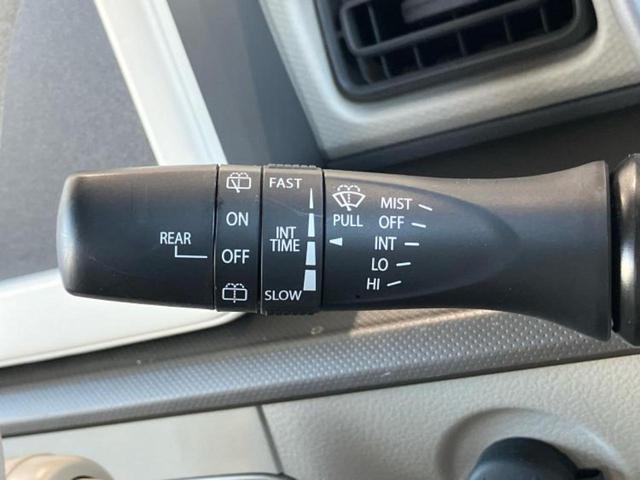 REAR
ON
OFF
FAST
INT
TIME
SLOW
PULL
MIST
OFF
INT
LO
HI